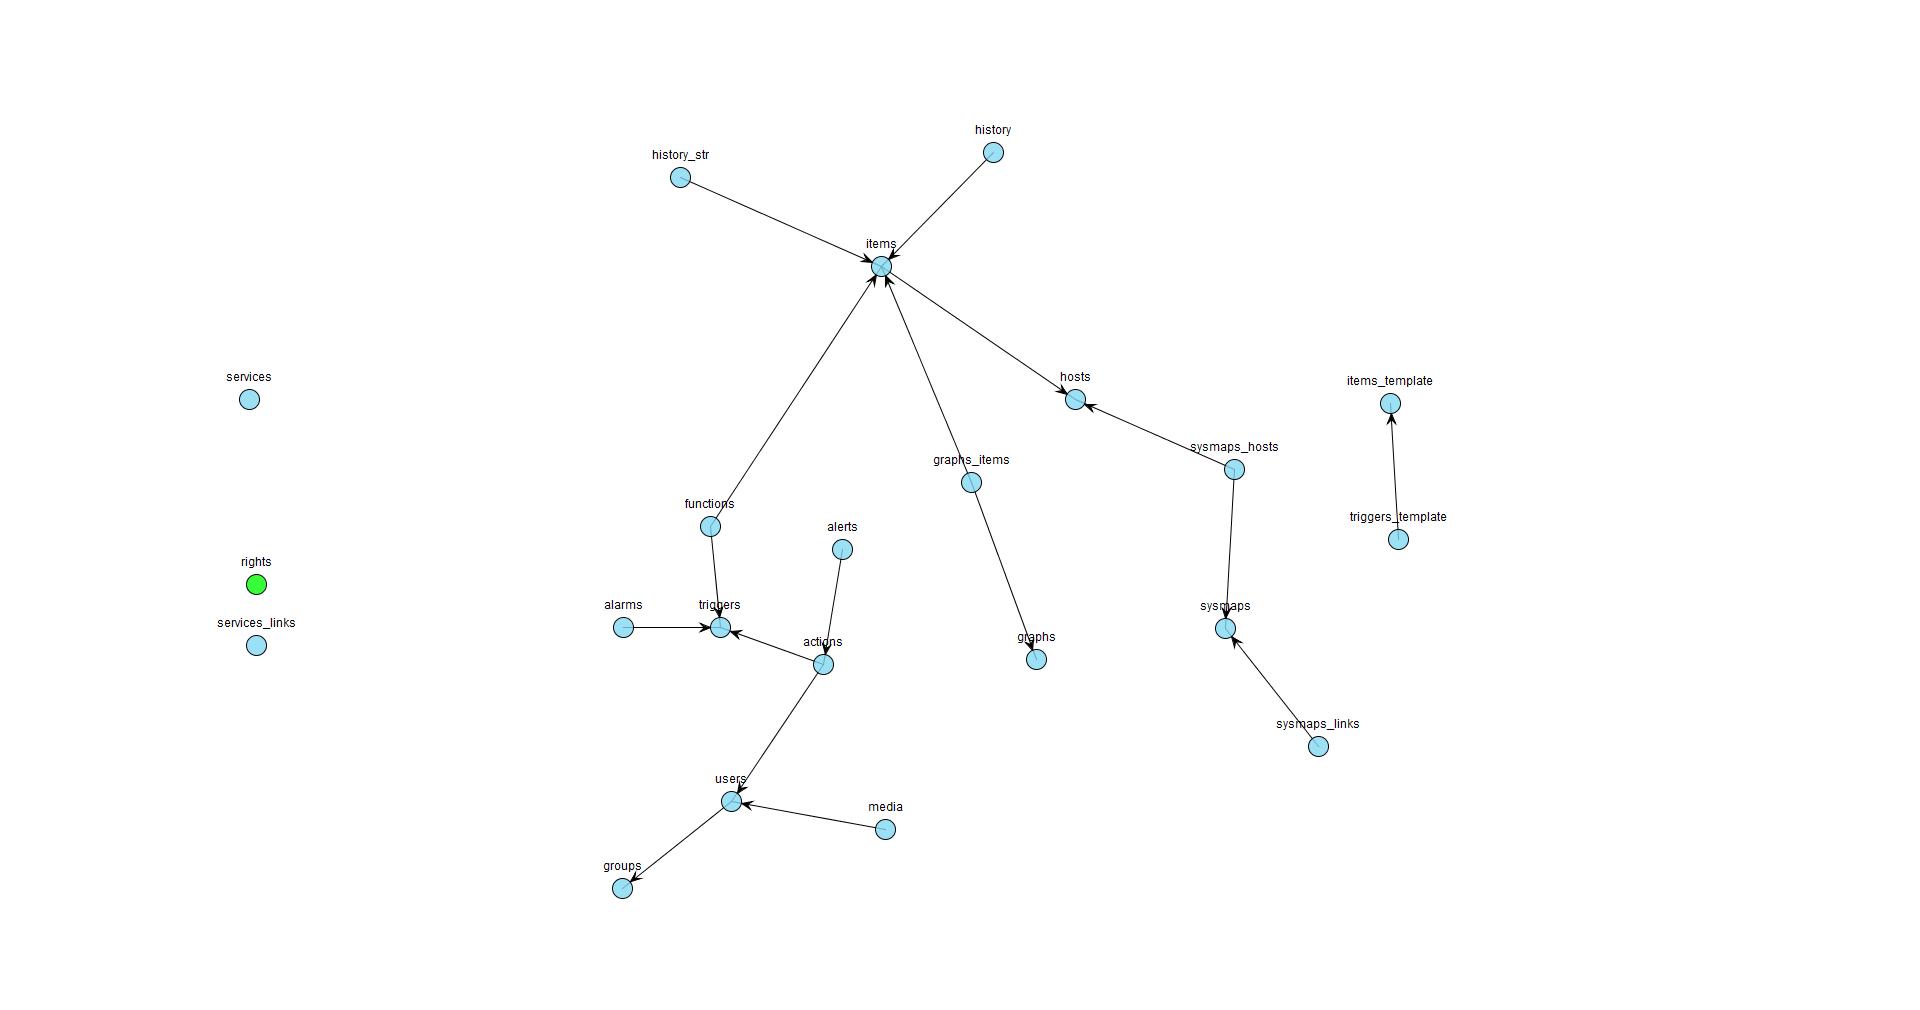 history
history_str
items
services
hosts
items_template
sysmaps_hosts
graphs_items
functions
triggers_template
alerts
rights
alarms
triggers
sysmaps
services_links
graphs
actions
sysmaps_links
users
media
groups